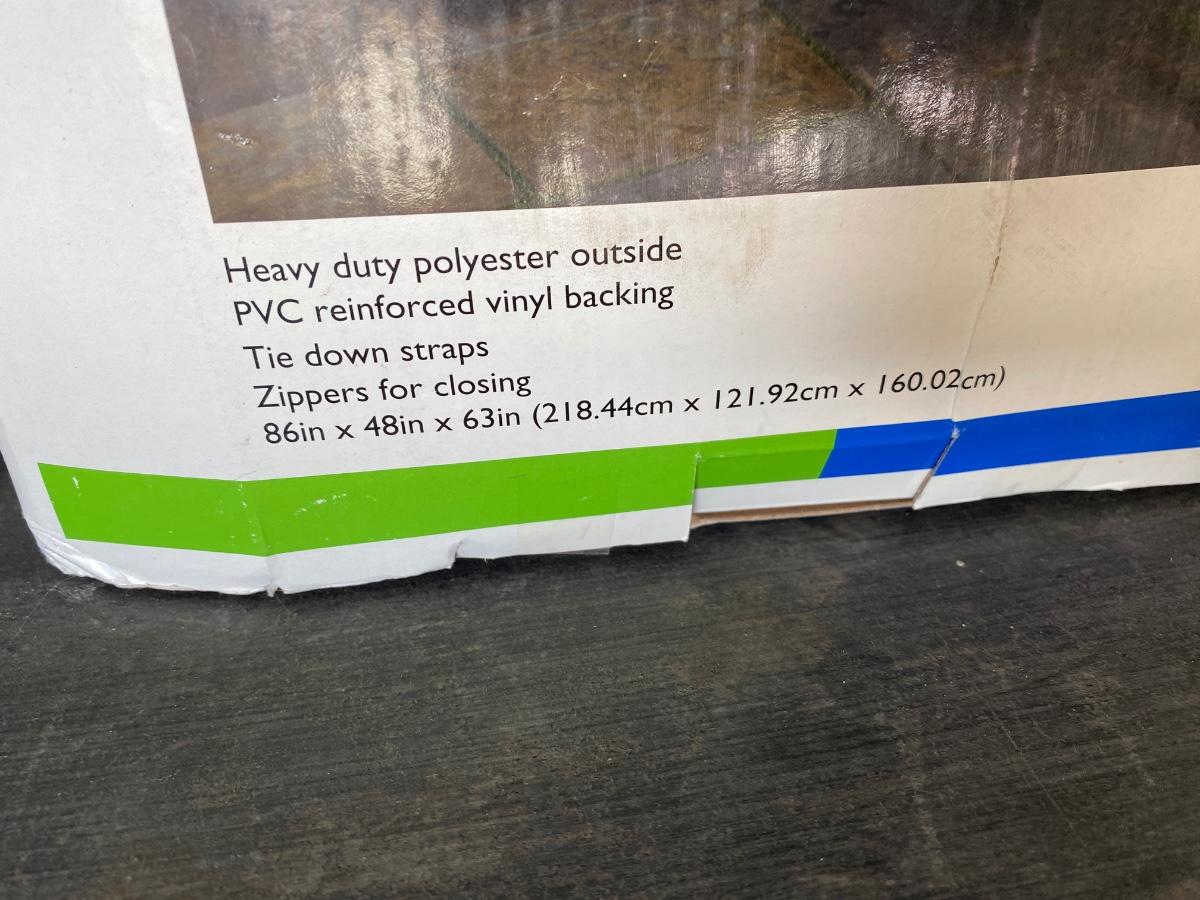 Heavy duty polyester outside
PVC reinforced vinyl backing
Tie down straps
Zippers for closing
86in x 48in x 63in (218.44cm x 121.92cm x 160.02cm)